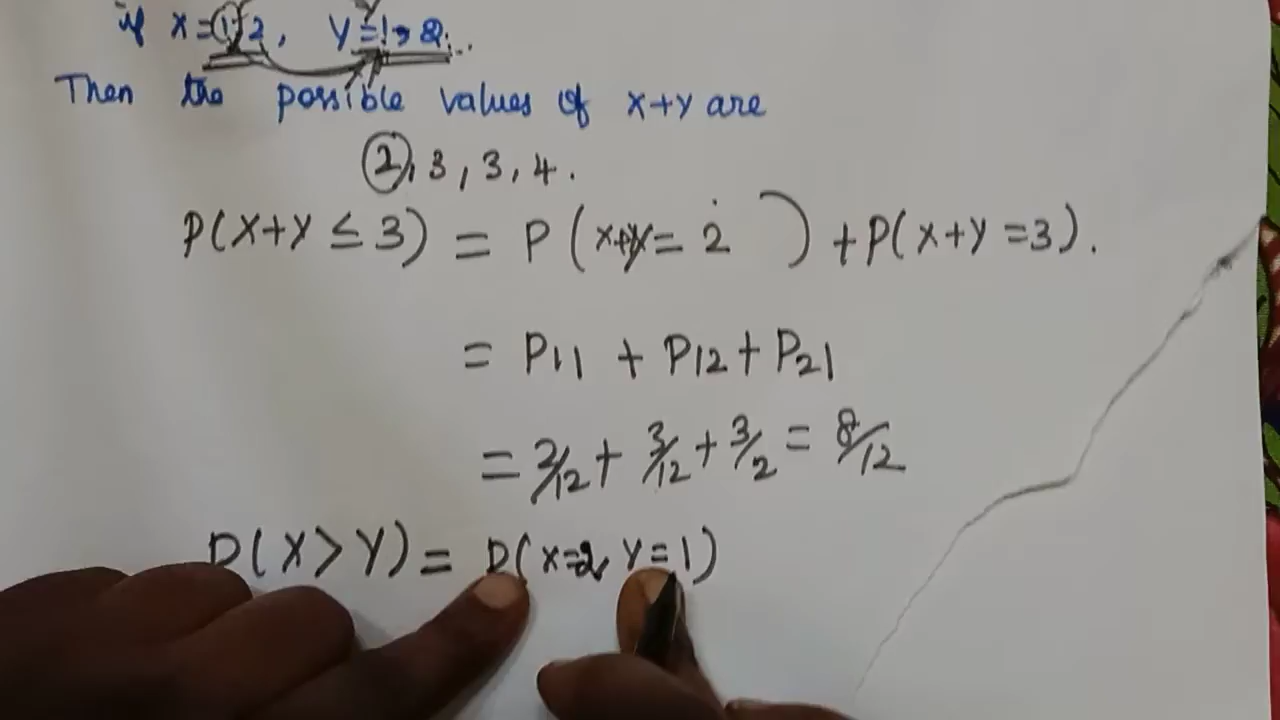 if x = 1, 2, y = 1, 2...
Then the possible values of x+y are
2, 3, 3, 4.
P(X+Y ≤ 3) = P(x+y = 2) + P(x+y = 3).
= P11 + P12 + P21
= 2/12 + 3/12 + 3/2 = 8/12
P(X > Y) = P(x=2, y=1)